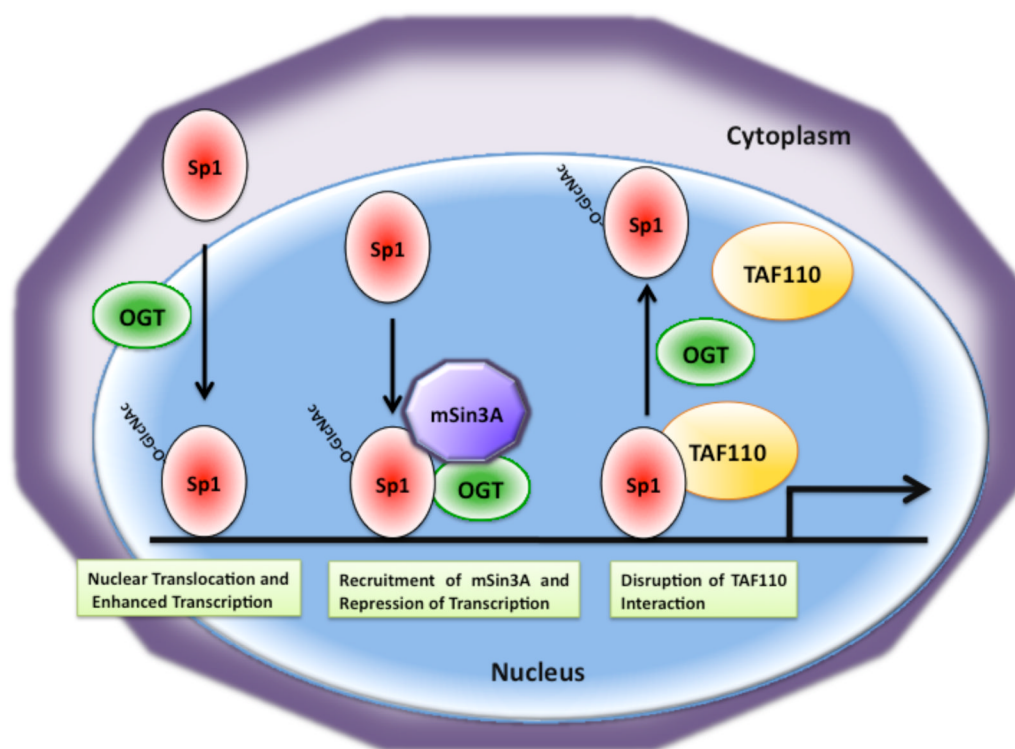 Cytoplasm
Sp1
OGT
O-GlcNAc
Sp1
Nuclear Translocation and
Enhanced Transcription
Sp1
mSin3A
O-GlcNAc
Sp1
OGT
Recruitment of mSin3A and
Repression of Transcription
O-GlcNAc
Sp1
TAF110
OGT
Sp1
TAF110
Disruption of TAF110
Interaction
Nucleus